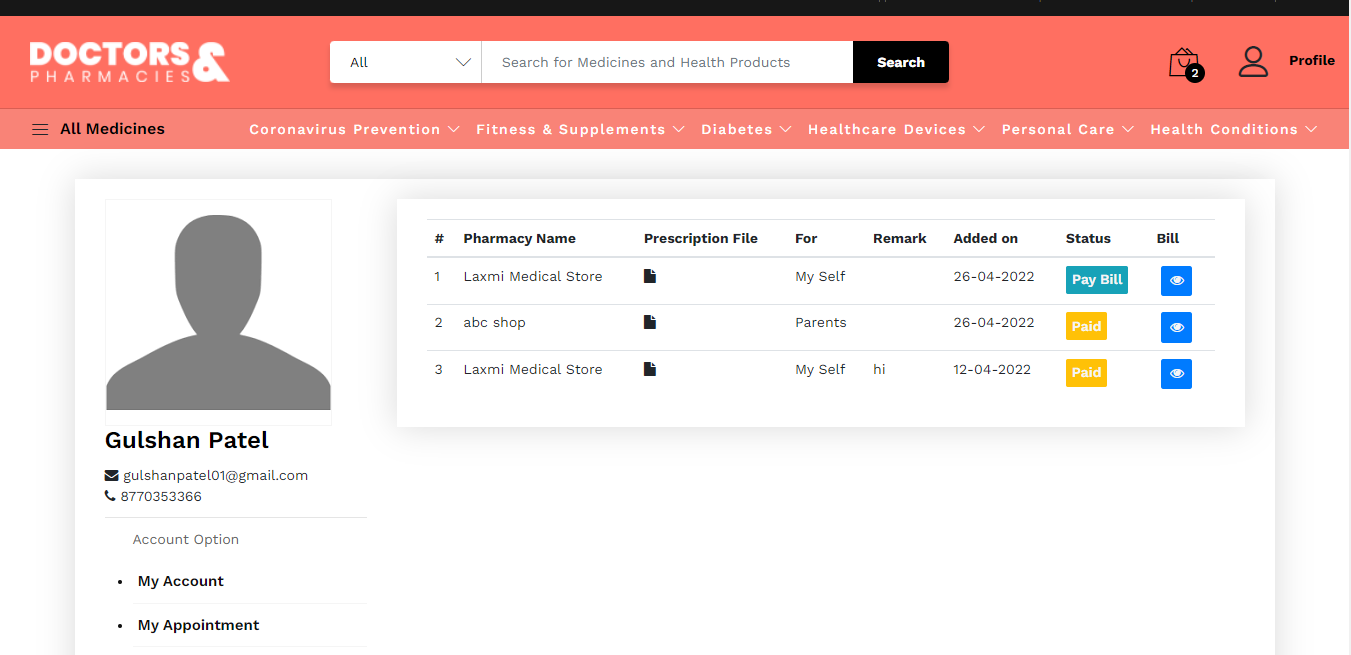 DOCTORS &
PHARMACIES
All
Search for Medicines and Health Products
Search
2
Profile
All Medicines
Coronavirus Prevention
Fitness & Supplements
Diabetes
Healthcare Devices
Personal Care
Health Conditions
Gulshan Patel
gulshanpatel01@gmail.com
8770353366
Account Option
My Account
My Appointment
# Pharmacy Name Prescription File For Remark Added on Status Bill
1 Laxmi Medical Store My Self 26-04-2022 Pay Bill
2 abc shop Parents 26-04-2022 Paid
3 Laxmi Medical Store My Self hi 12-04-2022 Paid